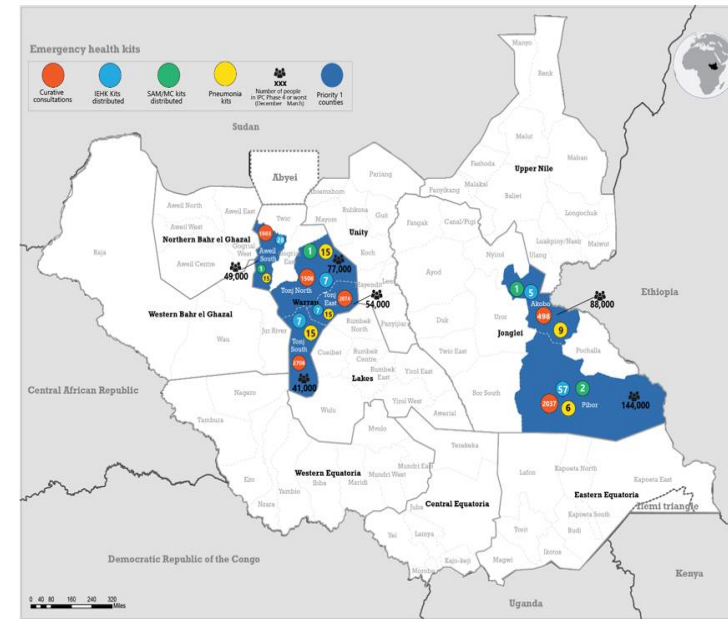 Emergency health kits
Curative
consultations
IEHK Kits
distributed
SAM/MC Kits
distributed
Pneumonia
kits
xxx
Number of people
in IPC Phase 4 or worst
(December March)
Priority 1
counties
Sudan
Abyei
Manyo
Renk
Melut
Maban
Fashoda
Malakal
Panyikang
Baliet
Upper Nile
Longochuk
Luakpiny/Nasir
Maiwut
Ulang
Nyirol
Pariang
Abiemnhom
Rubkona
Guit
Mayom
Unity
Koch
Mayendit
Leer
Panyijiar
Fangak
Canal/Pigi
Ayod
Duk
Uror
Twic East
Bor South
Raja
Aweil North
Aweil East
Aweil West
Northern Bahr el Ghazal
Aweil Centre
Twic
Aweil
South
28
1
15
49,000
1
15
77,000
1500
7
Tonj North
Warrap
Tonj
East
7
15
54,000
7
15
Tonj
South
41,000
Western Bahr el Ghazal
Jur River
Wau
Cueibet
Rumbek
North
Rumbek
Centre
Rumbek
East
Yirol East
Yirol West
Lakes
Awerial
Wulu
1
5
Akobo
498
88,000
9
Jonglei
Pochalla
57
2
2037
6
Pibor
144,000
Ethiopia
Central African Republic
Nagero
Tambura
Ezo
Yambio
Nzara
Ibba
Maridi
Western Equatoria
Mvolo
Mundri West
Mundri East
Terekeka
Central Equatoria
Juba
Lainya
Yei
Morobo
Kajo-keji
Lafon
Kapoeta North
Kapoeta East
Eastern Equatoria
Kapoeta South
Torit
Budi
Ikotos
Magwi
Ilemi triangle
Democratic Republic of the Congo
Uganda
Kenya
0 40 80 160 240 320
Miles